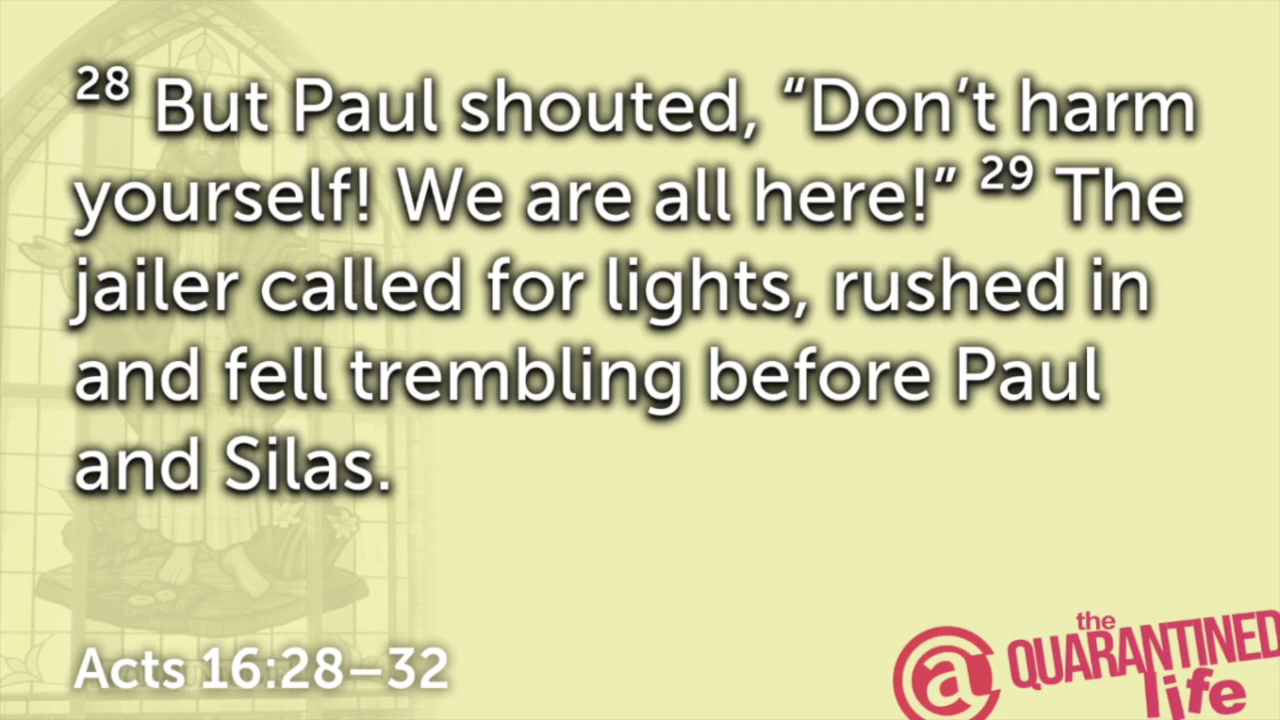 28 But Paul shouted, “Don’t harm
yourself! We are all here!” 29 The
jailer called for lights, rushed in
and fell trembling before Paul
and Silas.
Acts 16:28–32
@ the
QUARANTINED
life